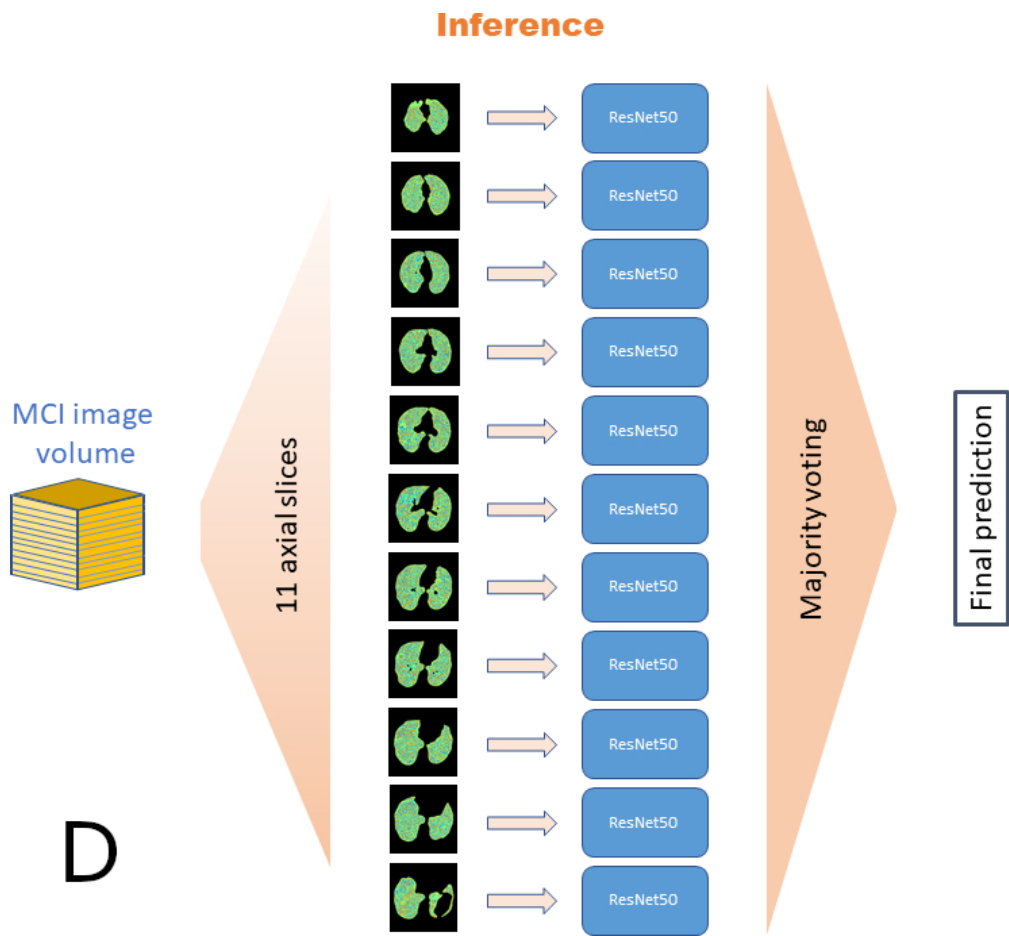 Inference
MCI image
volume
11 axial slices
ResNet50
ResNet50
ResNet50
ResNet50
ResNet50
ResNet50
ResNet50
ResNet50
ResNet50
ResNet50
ResNet50
Majority voting
Final prediction
D